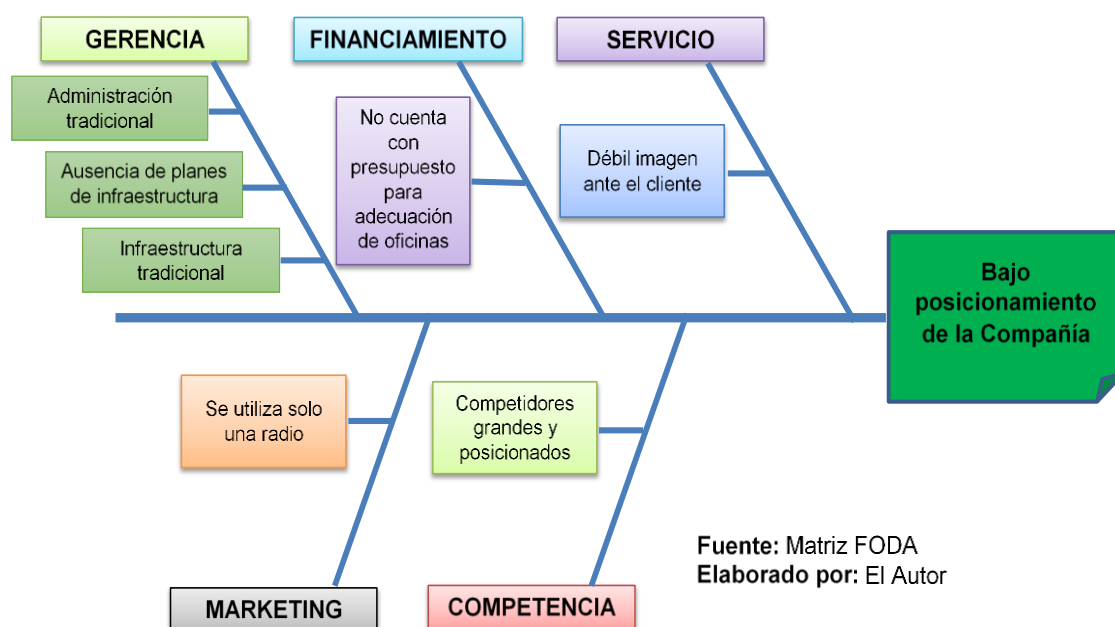 GERENCIA
FINANCIAMIENTO
SERVICIO
Administración
tradicional
Ausencia de planes
de infraestructura
Infraestructura
tradicional
No cuenta
con
presupuesto
para
adecuación
de oficinas
Débil imagen
ante el cliente
Bajo
posicionamiento
de la Compañía
Se utiliza solo
una radio
Competidores
grandes y
posicionados
MARKETING
COMPETENCIA
Fuente: Matriz FODA
Elaborado por: El Autor